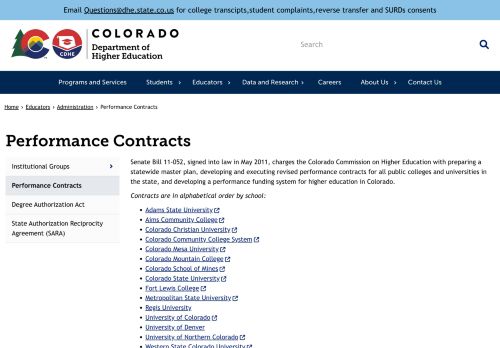 Email Questions@dhe.state.co.us for college transcipts,student complaints,reverse transfer and SURDs consents
CDHE
COLORADO
Department of
Higher Education
Search
Programs and Services Students Educators Data and Research Careers About Us Contact Us
Home › Educators › Administration › Performance Contracts
Performance Contracts
Institutional Groups
Performance Contracts
Degree Authorization Act
State Authorization Reciprocity
Agreement (SARA)
Senate Bill 11-052, signed into law in May 2011, charges the Colorado Commission on Higher Education with preparing a
statewide master plan, developing and executing revised performance contracts for all public colleges and universities in
the state, and developing a performance funding system for higher education in Colorado.
Contracts are in alphabetical order by school:
• Adams State University
• Aims Community College
• Colorado Christian University
• Colorado Community College System
• Colorado Mesa University
• Colorado Mountain College
• Colorado School of Mines
• Colorado State University
• Fort Lewis College
• Metropolitan State University
• Regis University
• University of Colorado
• University of Denver
• University of Northern Colorado
• Western State Colorado University